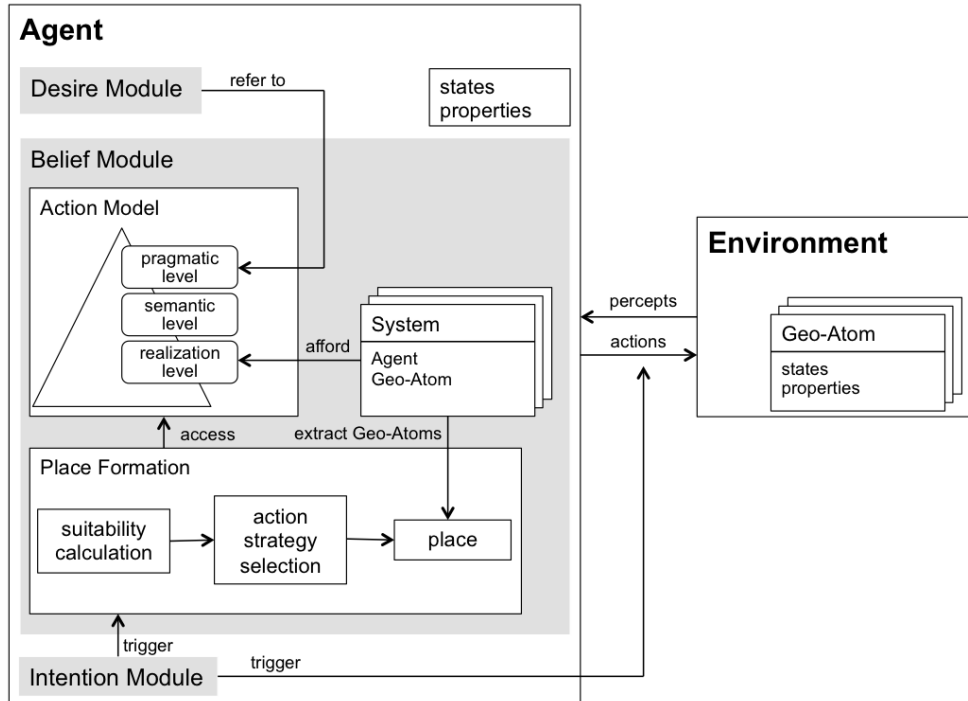 Agent
Desire Module
refer to
states
properties
Belief Module
Action Model
pragmatic
level
semantic
level
realization
level
afford
System
Agent
Geo-Atom
access
extract Geo-Atoms
Place Formation
suitability
calculation
action
strategy
selection
place
trigger
Intention Module
trigger
percepts
actions
Environment
Geo-Atom
states
properties